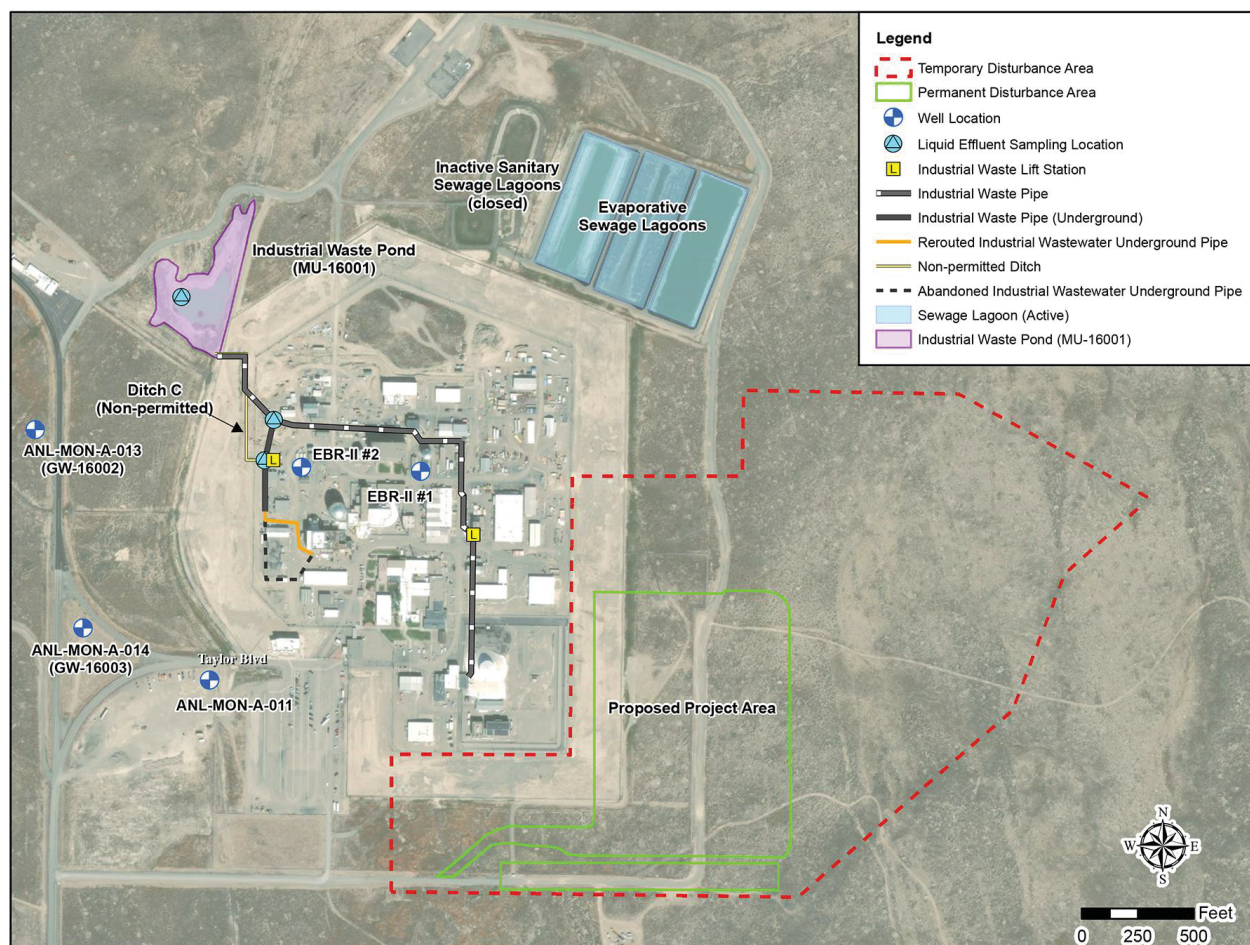 Legend
Temporary Disturbance Area
Permanent Disturbance Area
Well Location
Liquid Effluent Sampling Location
L
Industrial Waste Lift Station
Industrial Waste Pipe
Industrial Waste Pipe (Underground)
Rerouted Industrial Wastewater Underground Pipe
Non-permitted Ditch
Abandoned Industrial Wastewater Underground Pipe
Sewage Lagoon (Active)
Industrial Waste Pond (MU-16001)
Inactive Sanitary
Sewage Lagoons
(closed)
Evaporative
Sewage Lagoons
Industrial Waste Pond
(MU-16001)
Ditch C
(Non-permitted)
ANL-MON-A-013
(GW-16002)
L
EBR-II #2
EBR-II #1
L
ANL-MON-A-014
(GW-16003)
Taylor Blvd
ANL-MON-A-011
Proposed Project Area
N
W
E
S
Feet
0 250 500